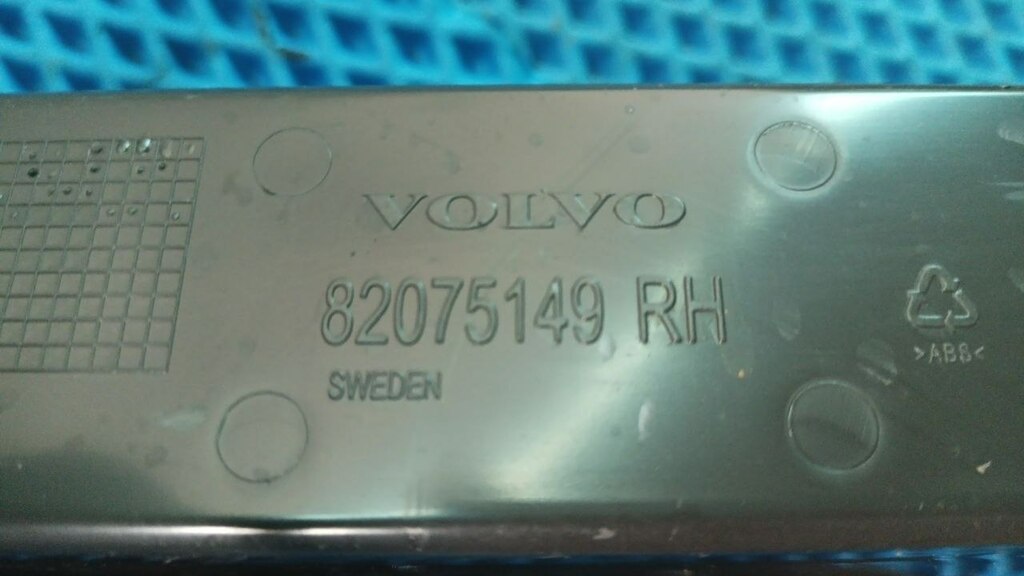 VOLVO
82075149 RH
SWEDEN
>ABS<